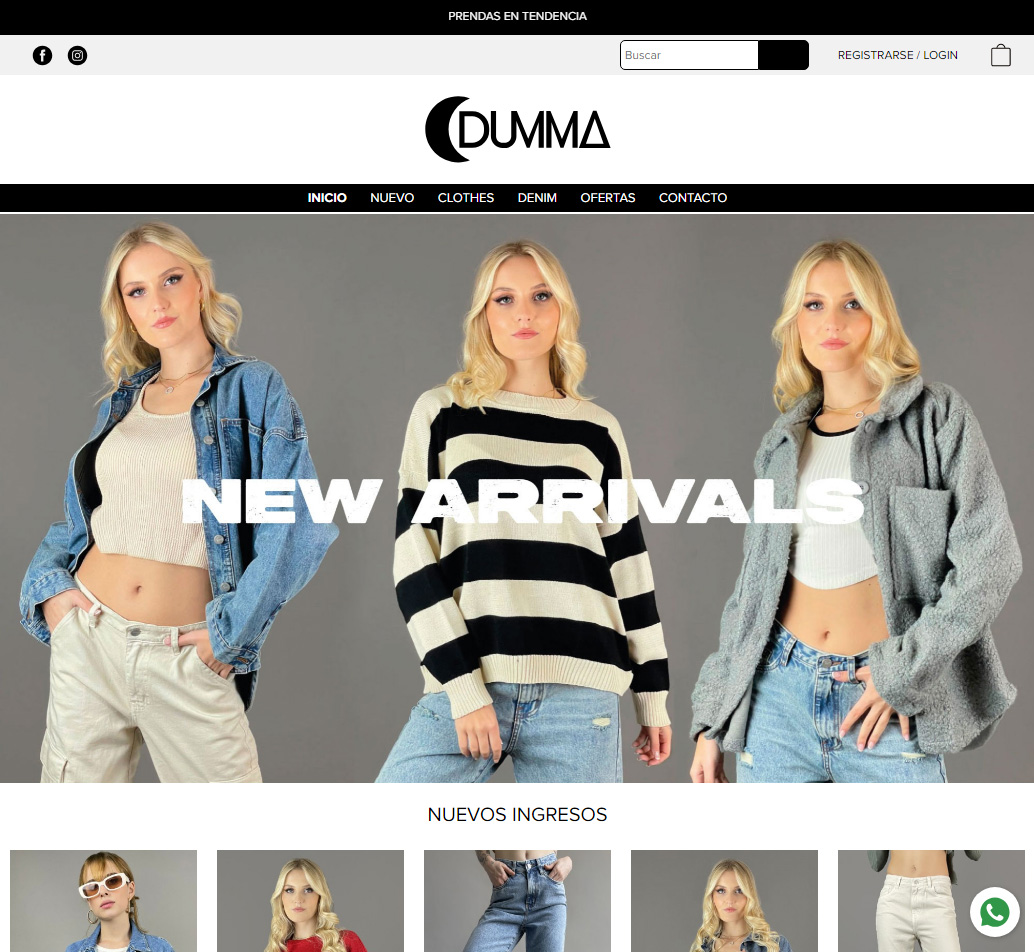 PRENDAS EN TENDENCIA
Buscar
REGISTRARSE / LOGIN
DUMMA
INICIO NUEVO CLOTHES DENIM OFERTAS CONTACTO
NEW ARRIVALS
NUEVOS INGRESOS